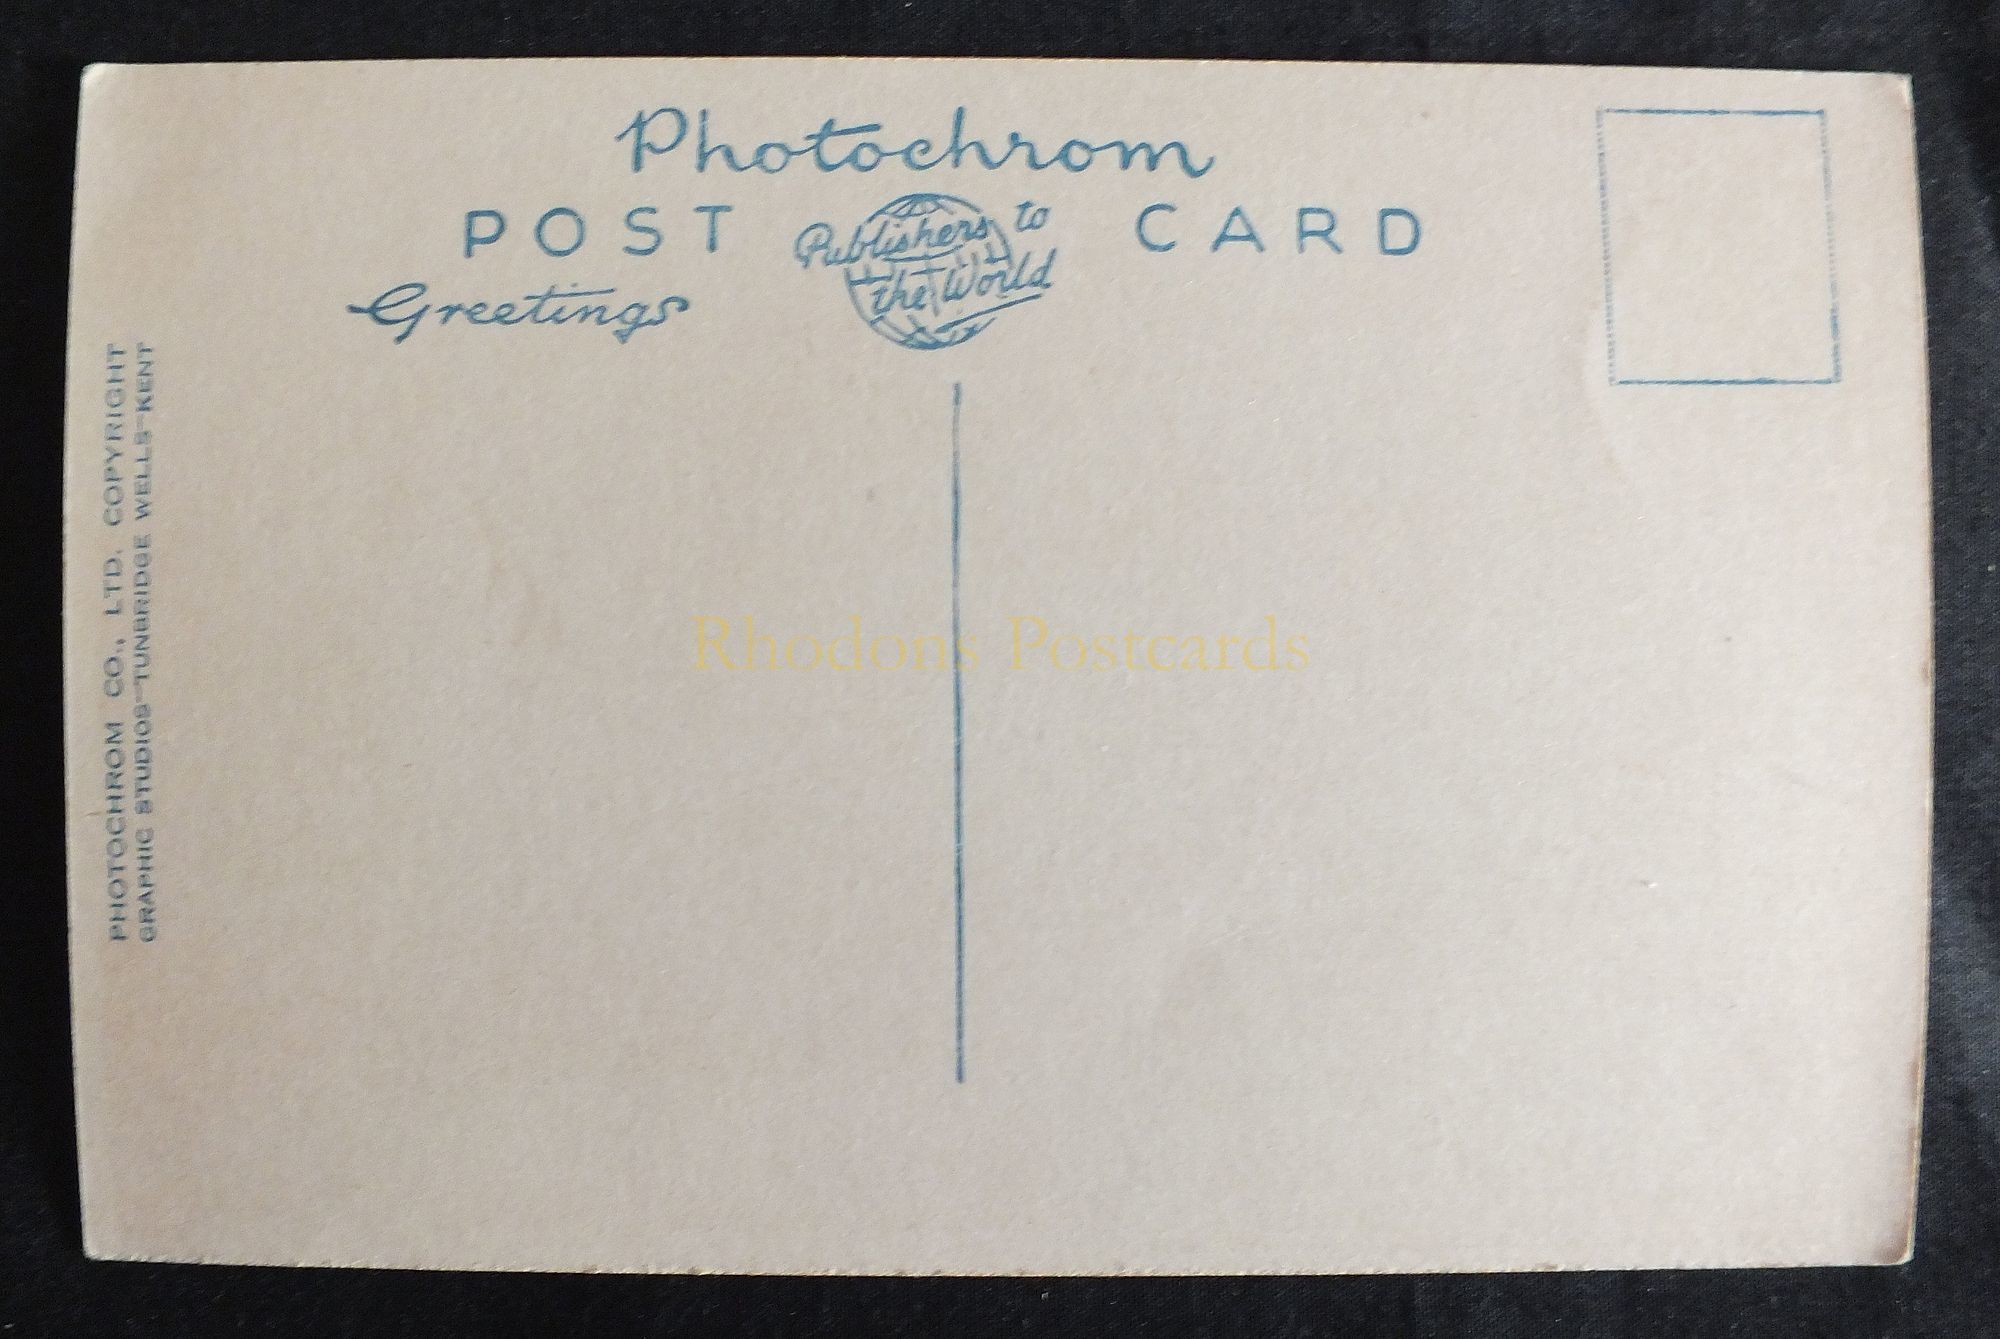 Photochrom
POST Publishers to the World CARD
Greetings
PHOTOCHROM CO., LTD. COPYRIGHT
GRAPHIC STUDIOS–TUNBRIDGE WELLS–KENT
Rhodons Postcards